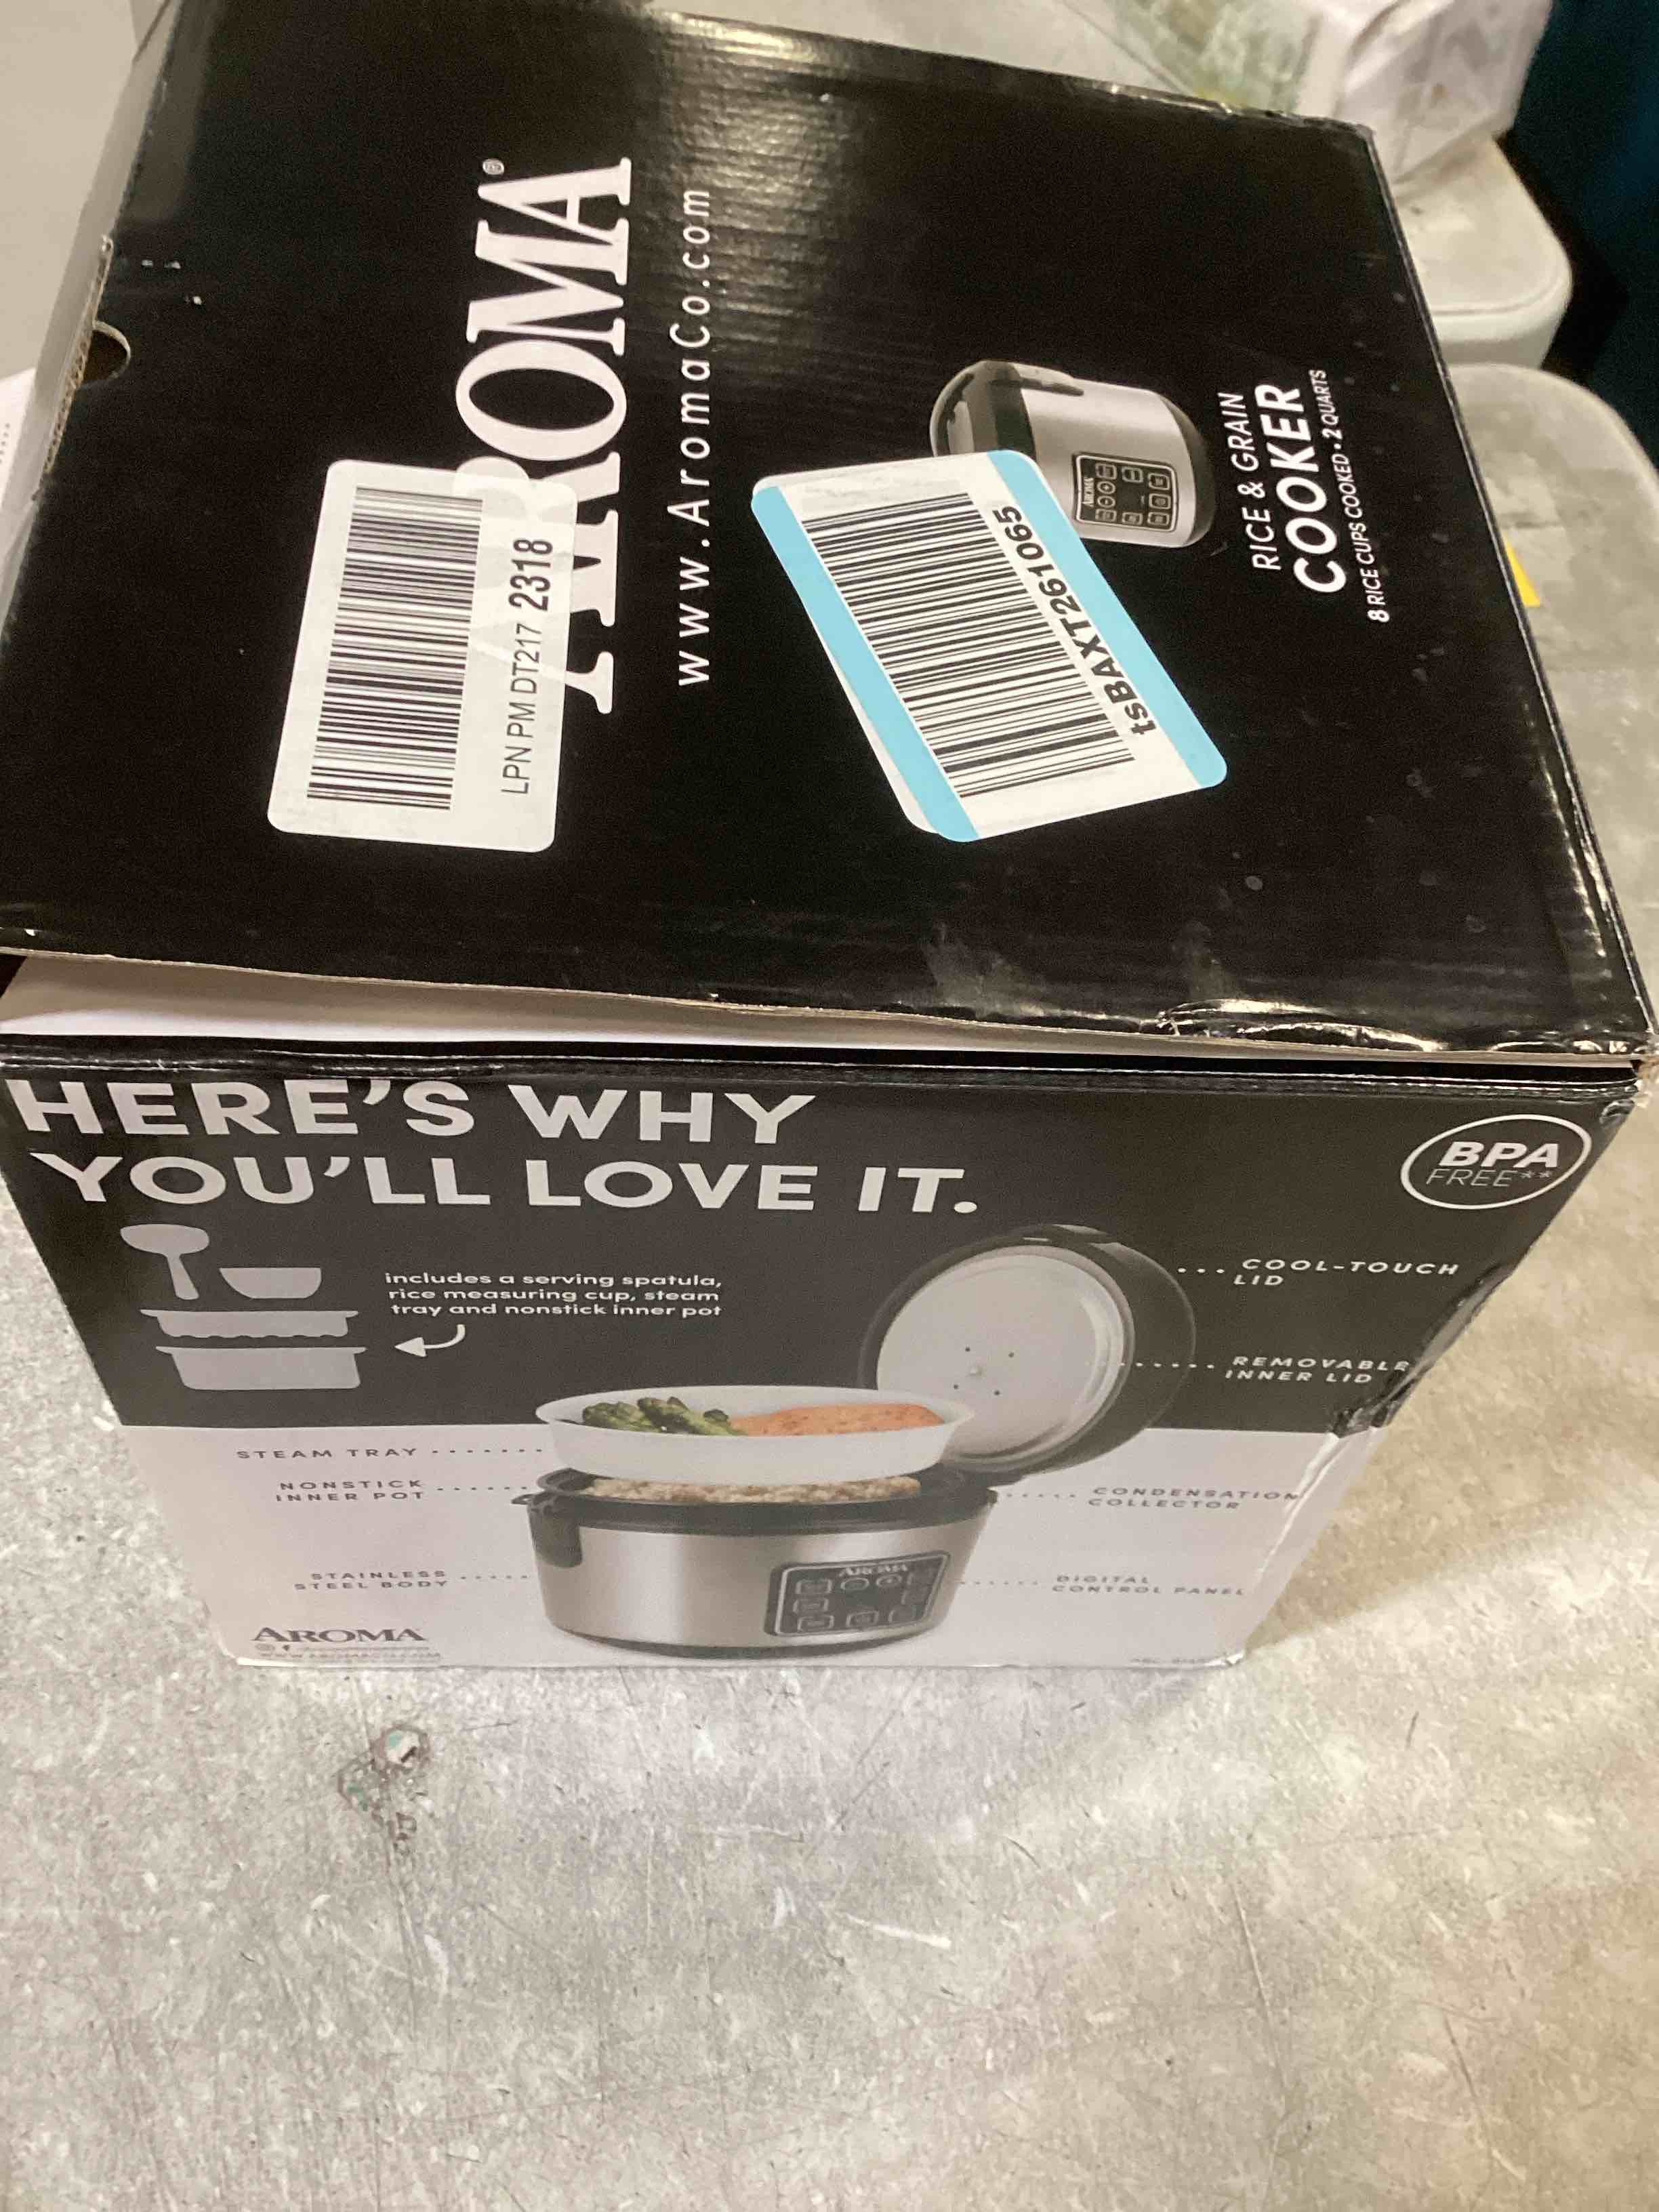 AROMA®
www.AromaCo.com
LPN PM DT217 2318
tsBAXT261065
AROMA
RICE & GRAIN
COOKER
8 RICE CUPS COOKED • 2 QUARTS
HERE'S WHY
YOU'LL LOVE IT.
BPA
FREE**
includes a serving spatula,
rice measuring cup, steam
tray and nonstick inner pot
COOL-TOUCH
LID
REMOVABLE
INNER LID
STEAM TRAY
NONSTICK
INNER POT
CONDENSATION
COLLECTOR
STAINLESS
STEEL BODY
AROMA
DIGITAL
CONTROL PANEL
AROMA